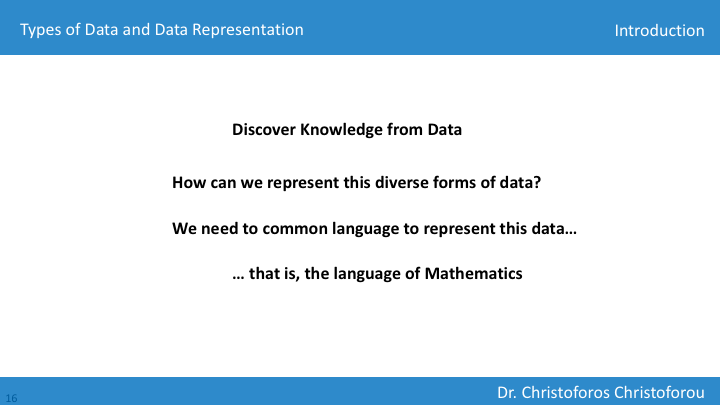 Types of Data and Data Representation
Introduction
Discover Knowledge from Data
How can we represent this diverse forms of data?
We need to common language to represent this data…
… that is, the language of Mathematics
Dr. Christoforos Christoforou
16